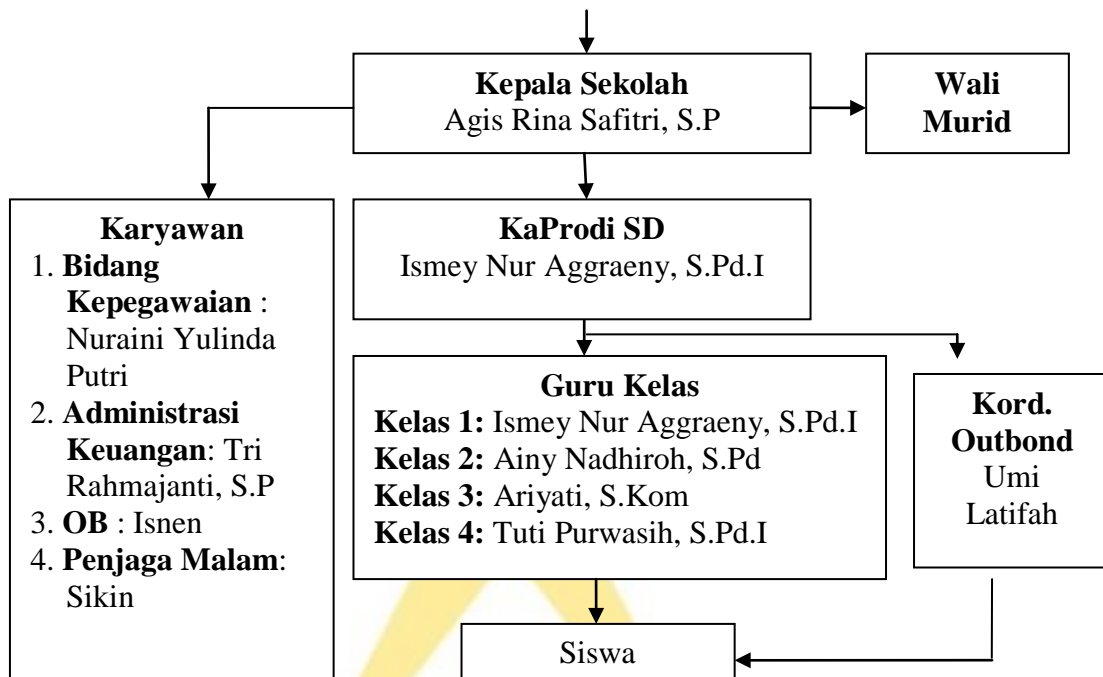 Kepala Sekolah
Agis Rina Safitri, S.P
Wali
Murid
Karyawan
1. Bidang
Kepegawaian :
Nuraini Yulinda
Putri
2. Administrasi
Keuangan: Tri
Rahmajanti, S.P
3. OB : Isnen
4. Penjaga Malam:
Sikin
KaProdi SD
Ismey Nur Aggraeny, S.Pd.I
Guru Kelas
Kelas 1: Ismey Nur Aggraeny, S.Pd.I
Kelas 2: Ainy Nadhiroh, S.Pd
Kelas 3: Ariyati, S.Kom
Kelas 4: Tuti Purwasih, S.Pd.I
Kord.
Outbond
Umi
Latifah
Siswa